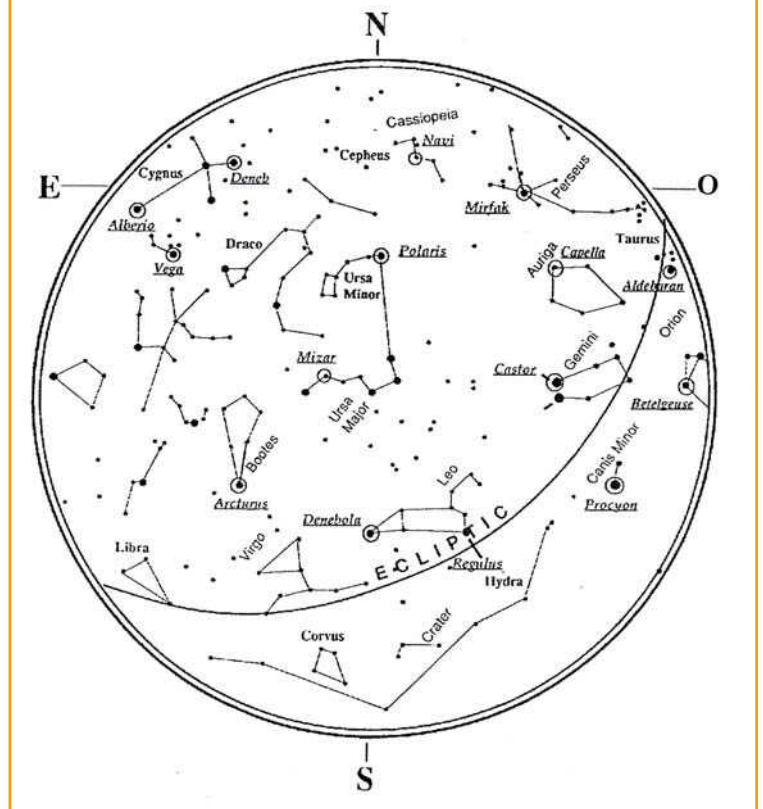 N
Cassiopeia
Navi
Cepheus
Cygnus
Deneb
E
O
Perseus
Mirfak
Alberio
Draco
Polaris
Taurus
Vega
Auriga
Capella
Ursa
Minor
Aldebaran
Orion
Mizar
Castor
Gemini
Betelgeuse
Ursa
Major
Canis Minor
Bootes
Arcturus
Leo
Procyon
Denebola
ECLIPTIC
Libra
Virgo
Regulus
Hydra
Corvus
Crater
S